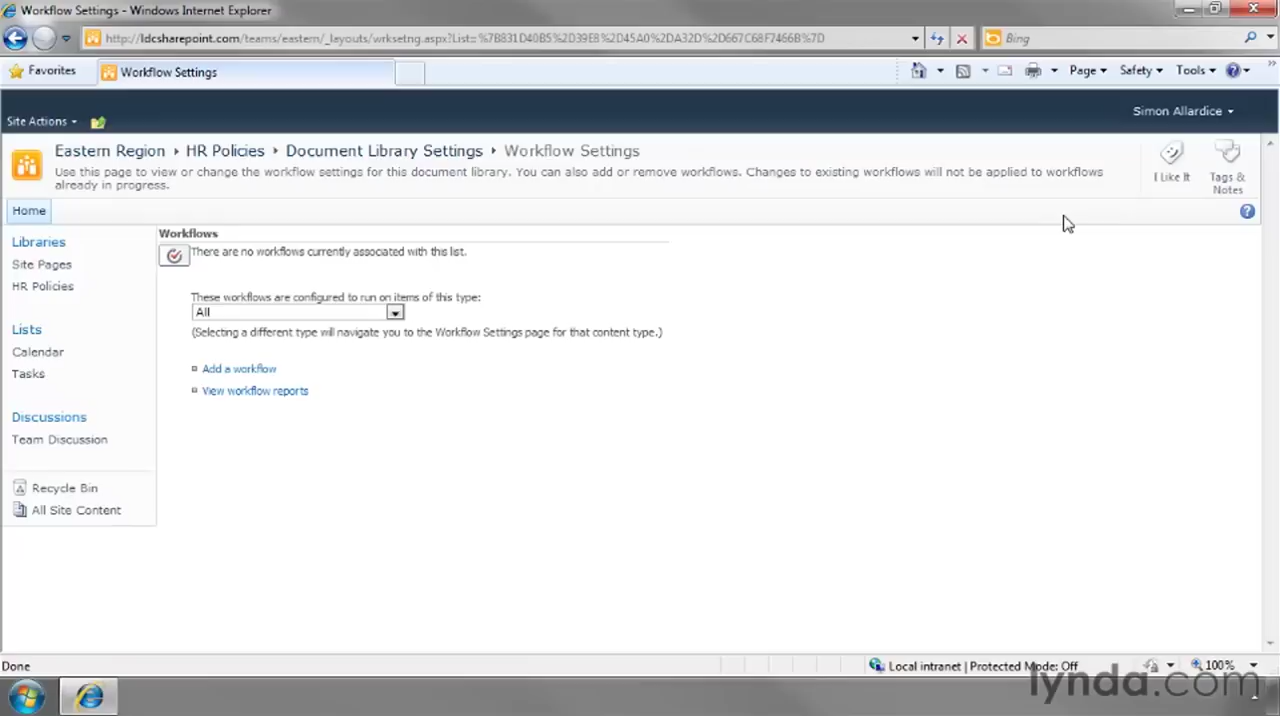 Workflow Settings - Windows Internet Explorer
http://ldcsharepoint.com/teams/eastern/_layouts/wrksetng.aspx?List=%7B831D40B5%2D39E8%2D45A0%2DA32D%2D667C68F7466B%7D
Bing
Favorites
Workflow Settings
Page
Safety
Tools
Site Actions
Simon Allardice
Eastern Region
HR Policies
Document Library Settings
Workflow Settings
Use this page to view or change the workflow settings for this document library. You can also add or remove workflows. Changes to existing workflows will not be applied to workflows
already in progress.
I Like It
Tags &
Notes
Home
Libraries
Site Pages
HR Policies
Lists
Calendar
Tasks
Discussions
Team Discussion
Recycle Bin
All Site Content
Workflows
There are no workflows currently associated with this list.
These workflows are configured to run on items of this type:
All
(Selecting a different type will navigate you to the Workflow Settings page for that content type.)
Add a workflow
View workflow reports
Done
Local intranet | Protected Mode: Off
100%
lynda.com